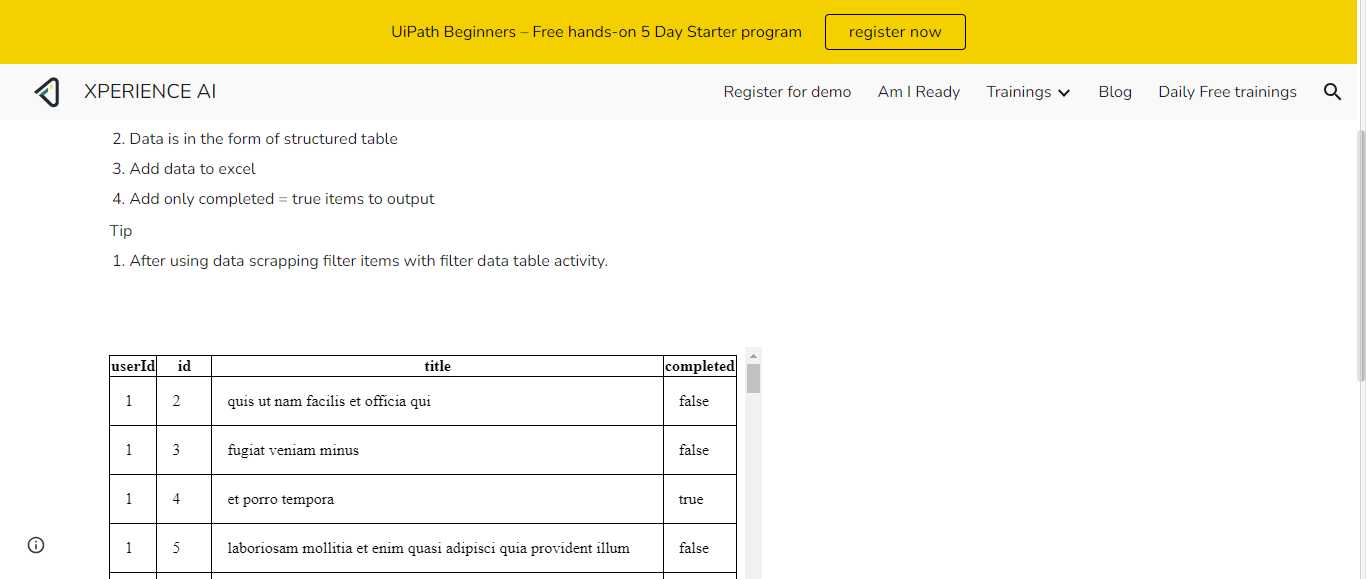 UiPath Beginners – Free hands-on 5 Day Starter program register now
XPERIENCE AI Register for demo Am I Ready Trainings Blog Daily Free trainings
2. Data is in the form of structured table
3. Add data to excel
4. Add only completed = true items to output
Tip
1. After using data scrapping filter items with filter data table activity.
userId id title completed
1 2 quis ut nam facilis et officia qui false
1 3 fugiat veniam minus false
1 4 et porro tempora true
1 5 laboriosam mollitia et enim quasi adipisci quia provident illum false